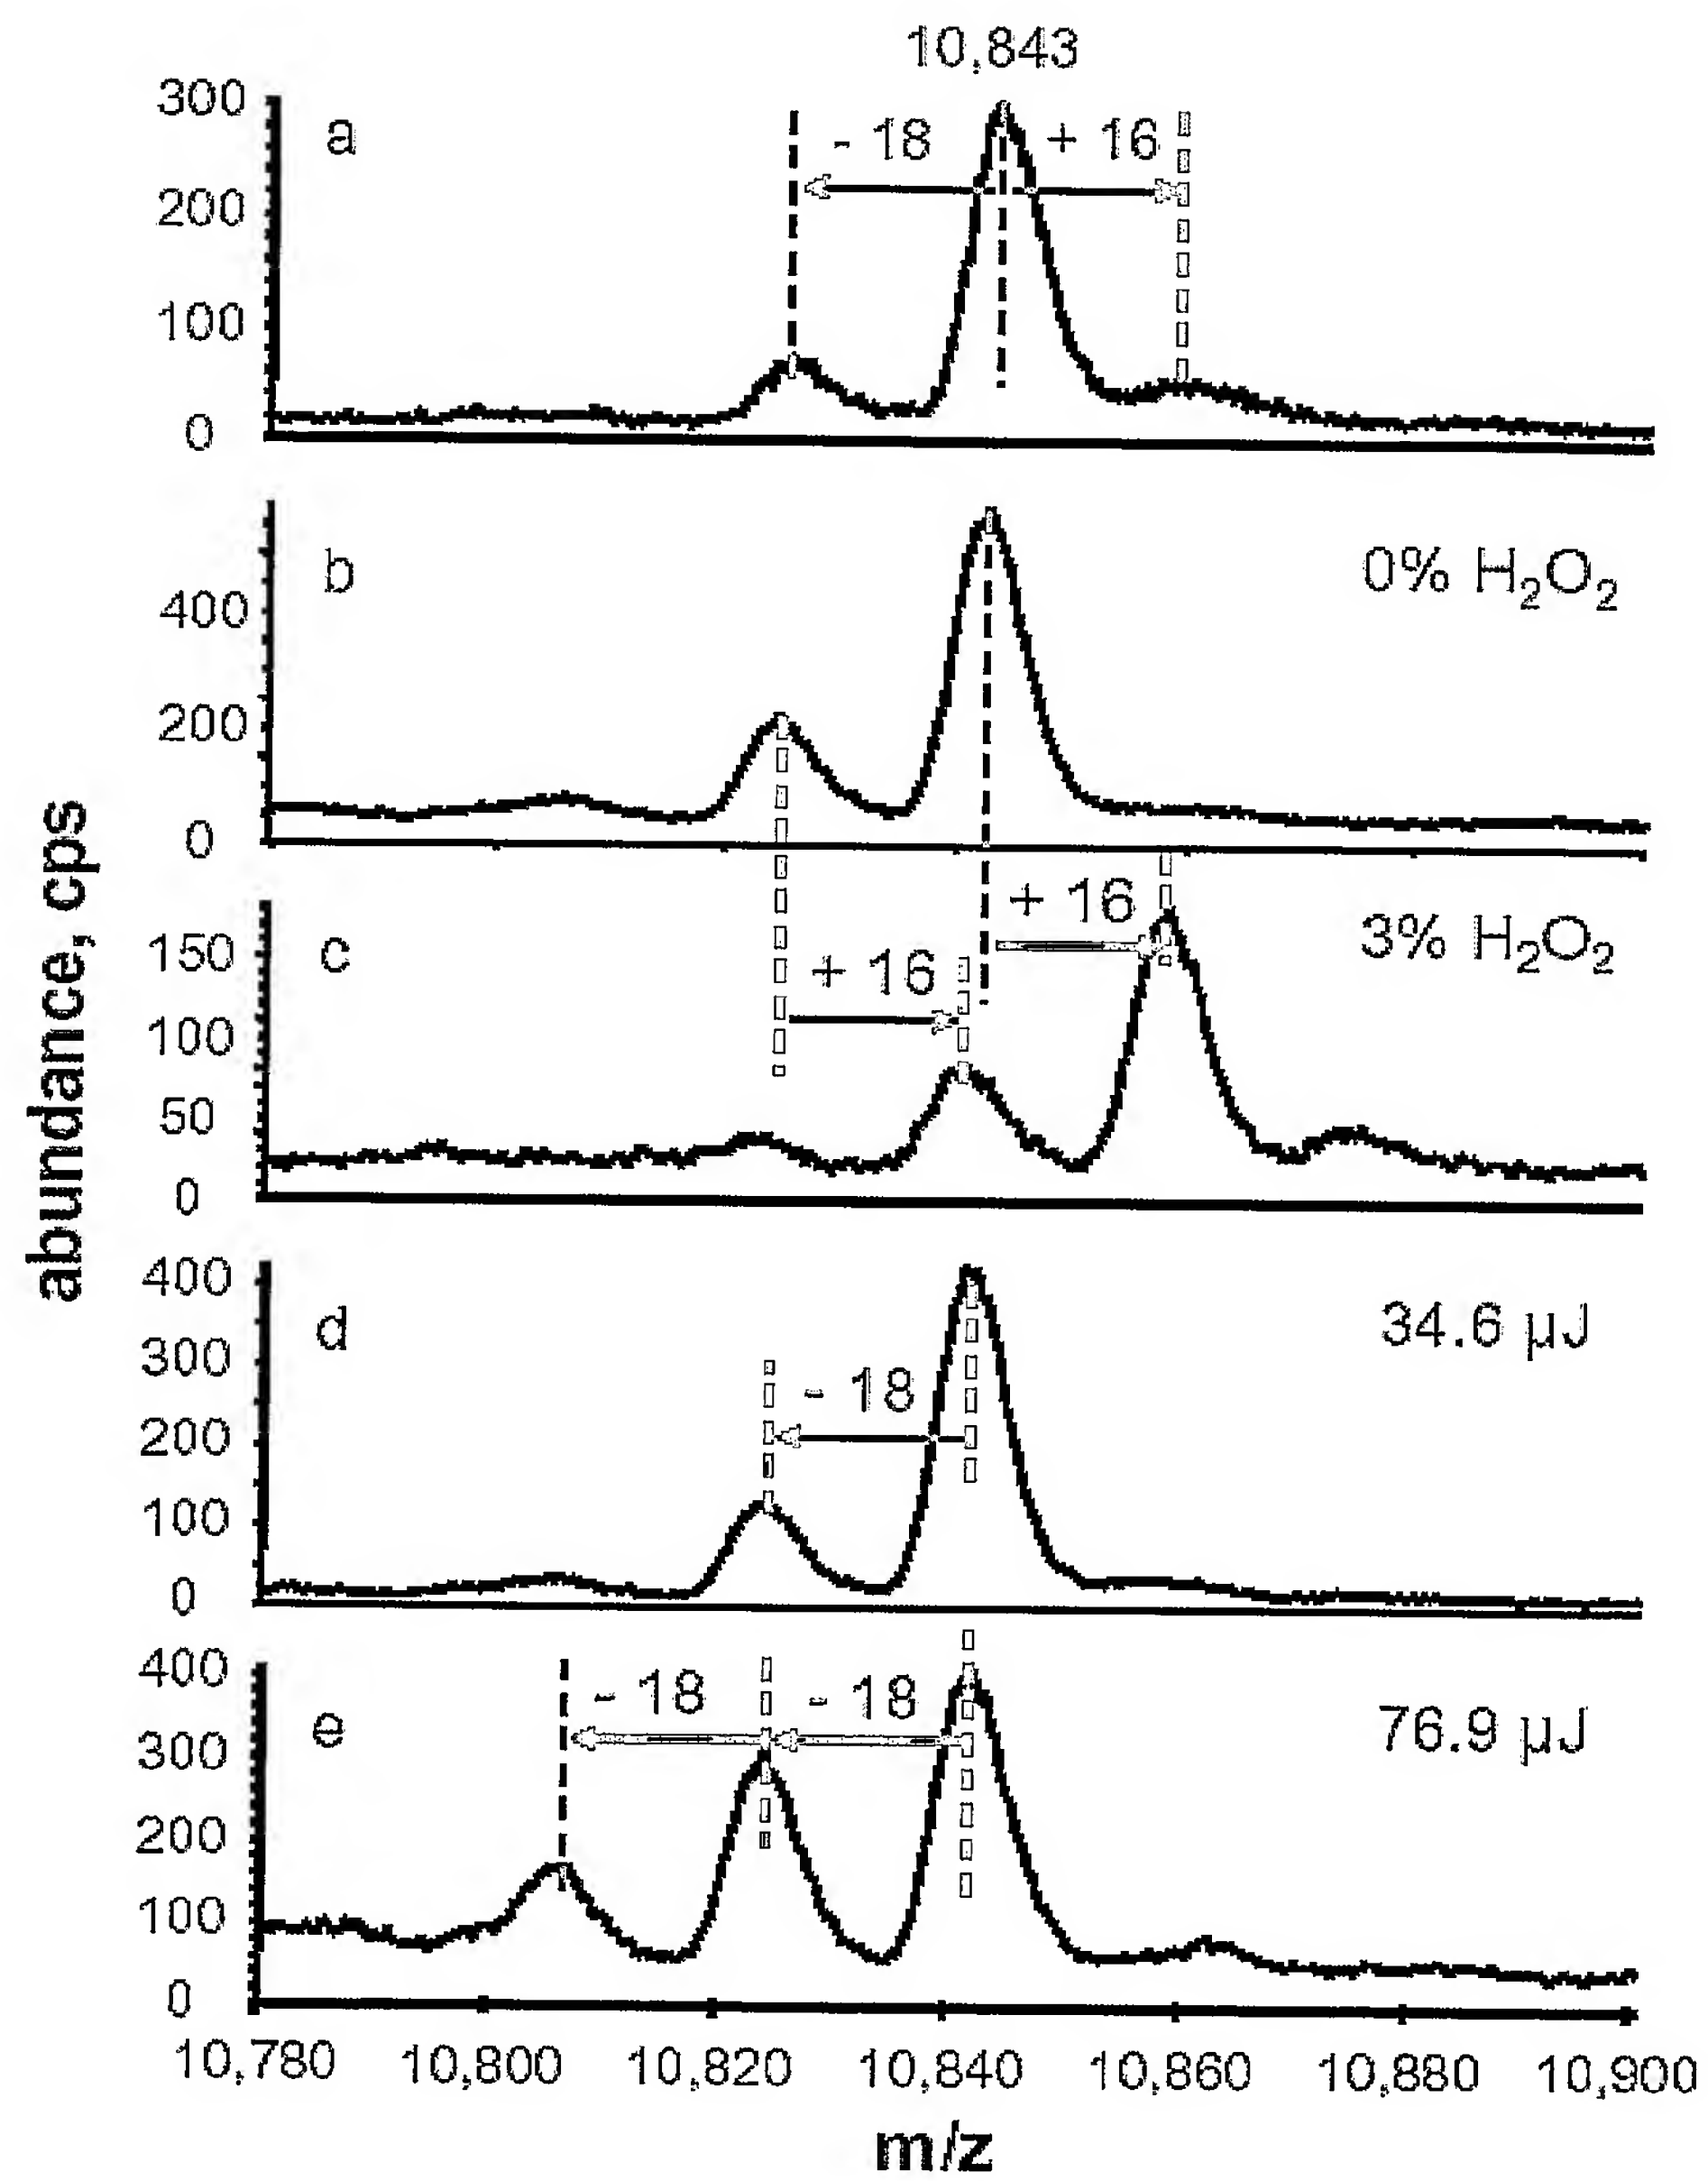 10,843
300
a
- 18
+ 16
200
100
0
b
0% H₂O₂
400
200
0
+ 16
c
3% H₂O₂
150
+ 16
100
50
0
400
d
34.6 µJ
300
- 18
200
100
0
400
- 18
- 18
e
76.9 µJ
300
200
100
0
10,780 10,800 10,820 10,840 10,860 10,880 10,900
m/z
abundance, cps